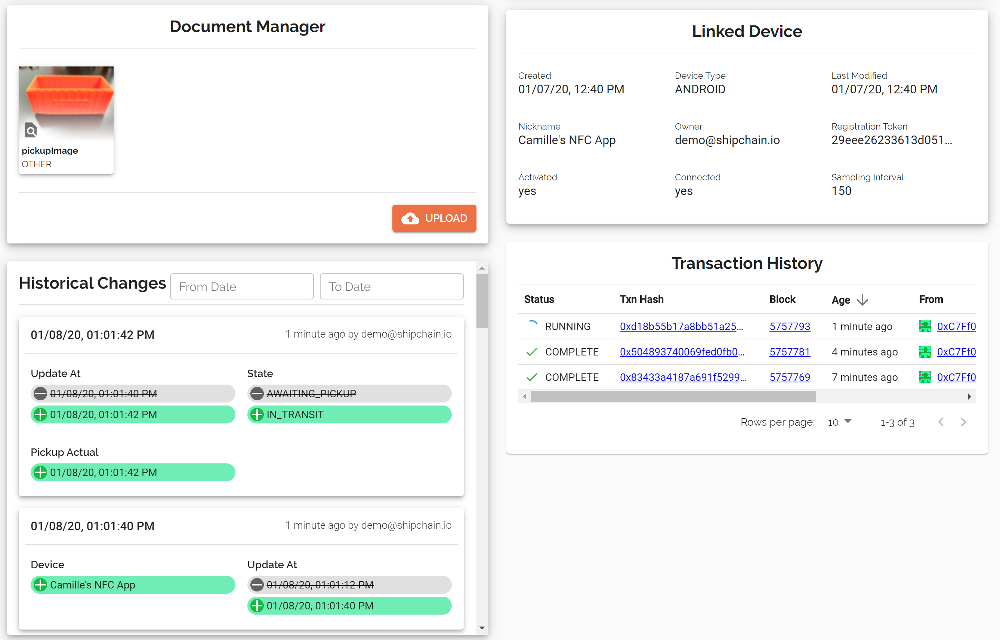 Document Manager
pickupImage
OTHER
UPLOAD
Historical Changes From Date To Date
01/08/20, 01:01:42 PM 1 minute ago by demo@shipchain.io
Update At State
01/08/20, 01:01:40 PM AWAITING_PICKUP
01/08/20, 01:01:42 PM IN_TRANSIT
Pickup Actual
01/08/20, 01:01:42 PM
01/08/20, 01:01:40 PM 1 minute ago by demo@shipchain.io
Device Update At
Camille's NFC App 01/08/20, 01:01:12 PM
01/08/20, 01:01:40 PM
Linked Device
Created Device Type Last Modified
01/07/20, 12:40 PM ANDROID 01/07/20, 12:40 PM
Nickname Owner Registration Token
Camille's NFC App demo@shipchain.io 29eee26233613d051...
Activated Connected Sampling Interval
yes yes 150
Transaction History
Status Txn Hash Block Age From
RUNNING 0xd18b55b17a8bb51a25... 5757793 1 minute ago 0xC7Ff0
COMPLETE 0x504893740069fed0fb0... 5757781 4 minutes ago 0xC7Ff0
COMPLETE 0x83433a4187a691f5299... 5757769 7 minutes ago 0xC7Ff0
Rows per page: 10 1-3 of 3